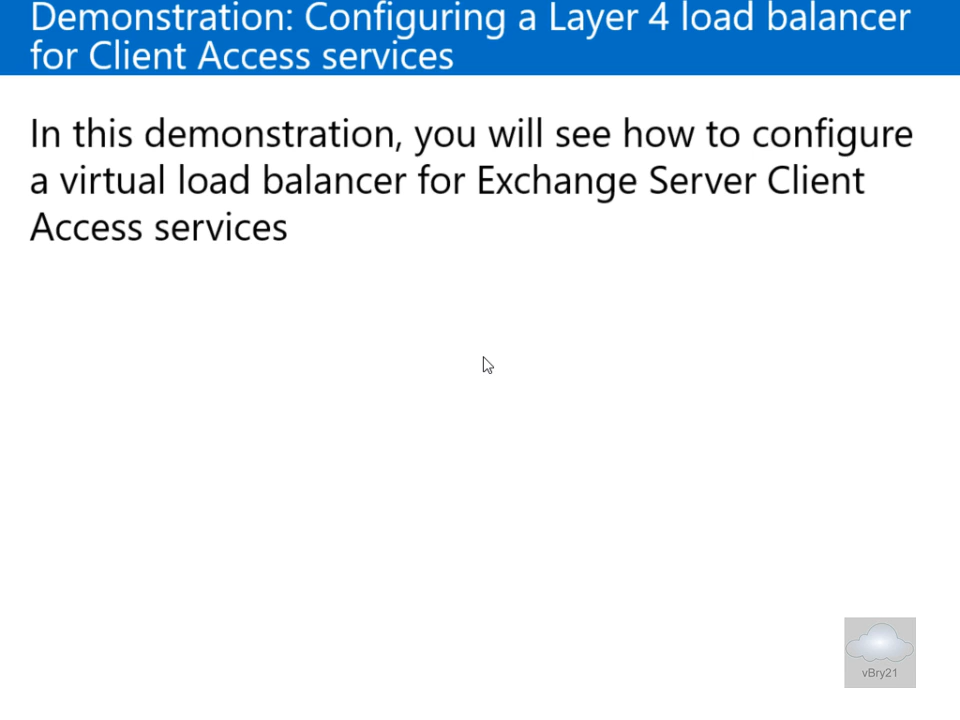 Demonstration: Configuring a Layer 4 load balancer
for Client Access services
In this demonstration, you will see how to configure
a virtual load balancer for Exchange Server Client
Access services
vBry21